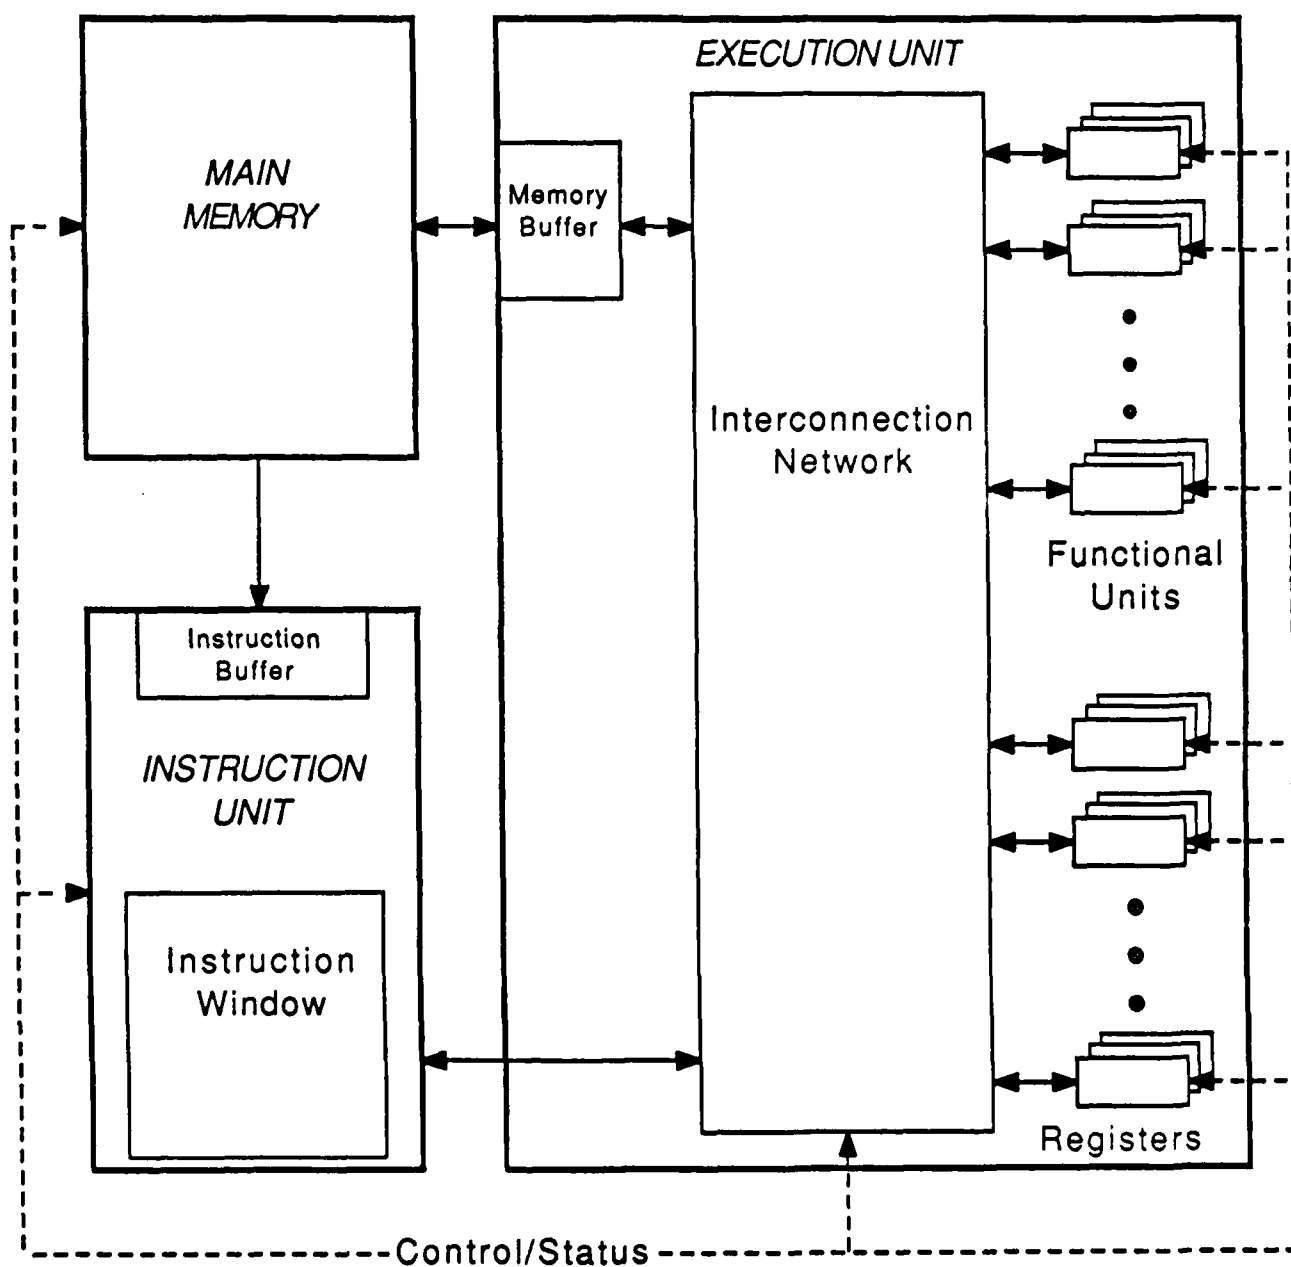 EXECUTION UNIT
MAIN
MEMORY
Memory
Buffer
Interconnection
Network
Functional
Units
Instruction
Buffer
INSTRUCTION
UNIT
Instruction
Window
Registers
Control/Status